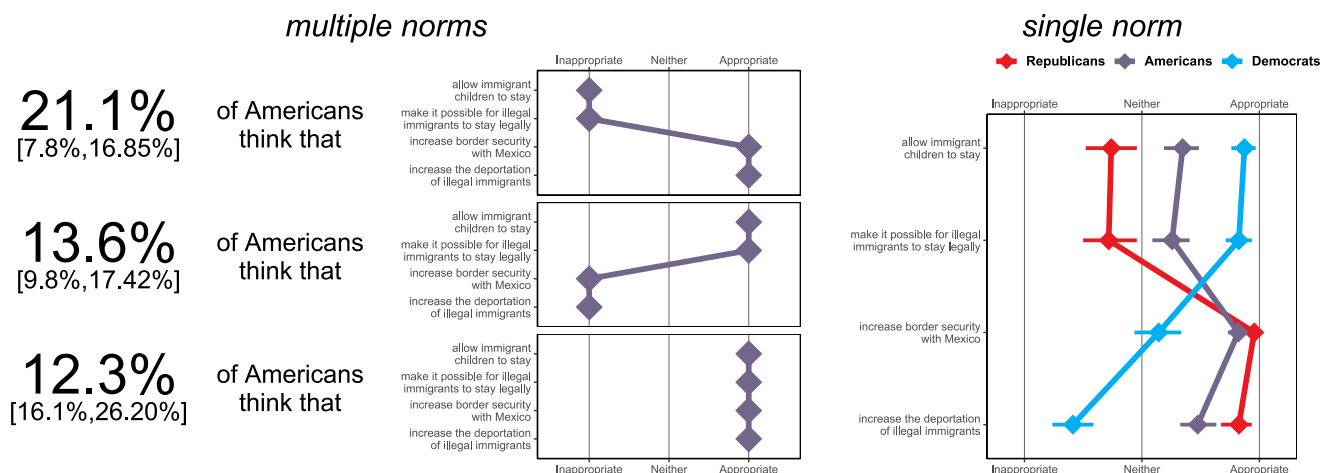 multiple norms
21.1%
[7.8%,16.85%]
of Americans
think that
Inappropriate Neither Appropriate
allow immigrant
children to stay
make it possible for illegal
immigrants to stay legally
increase border security
with Mexico
increase the deportation
of illegal immigrants
13.6%
[9.8%,17.42%]
of Americans
think that
allow immigrant
children to stay
make it possible for illegal
immigrants to stay legally
increase border security
with Mexico
increase the deportation
of illegal immigrants
12.3%
[16.1%,26.20%]
of Americans
think that
allow immigrant
children to stay
make it possible for illegal
immigrants to stay legally
increase border security
with Mexico
increase the deportation
of illegal immigrants
Inappropriate Neither Appropriate
single norm
Republicans Americans Democrats
Inappropriate Neither Appropriate
allow immigrant
children to stay
make it possible for illegal
immigrants to stay legally
increase border security
with Mexico
increase the deportation
of illegal immigrants
Inappropriate Neither Appropriate